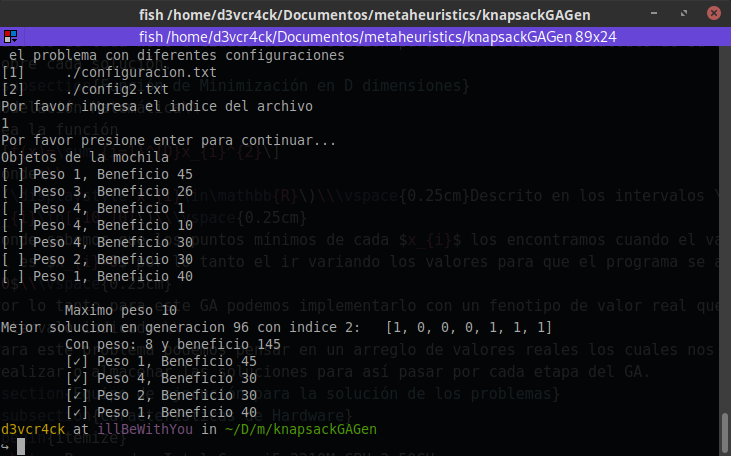 fish /home/d3vcr4ck/Documentos/metaheuristics/knapsackGAGen
fish /home/d3vcr4ck/Documentos/metaheuristics/knapsackGAGen 89x24
el problema con diferentes configuraciones
[1]     ./configuracion.txt
[2]     ./config2.txt
Por favor ingresa el indice del archivo
1
Por favor presione enter para continuar...
Objetos de la mochila
[ ] Peso 1, Beneficio 45
[ ] Peso 3, Beneficio 26
[ ] Peso 4, Beneficio 1
[ ] Peso 4, Beneficio 10
[ ] Peso 4, Beneficio 30
[ ] Peso 2, Beneficio 30
[ ] Peso 1, Beneficio 40
Maximo peso 10
Mejor solucion en generacion 96 con indice 2:   [1, 0, 0, 0, 1, 1, 1]
Con peso: 8 y beneficio 145
[✓] Peso 1, Beneficio 45
[✓] Peso 4, Beneficio 30
[✓] Peso 2, Beneficio 30
[✓] Peso 1, Beneficio 40
d3vcr4ck at illBeWithYou in ~/D/m/knapsackGAGen
↪